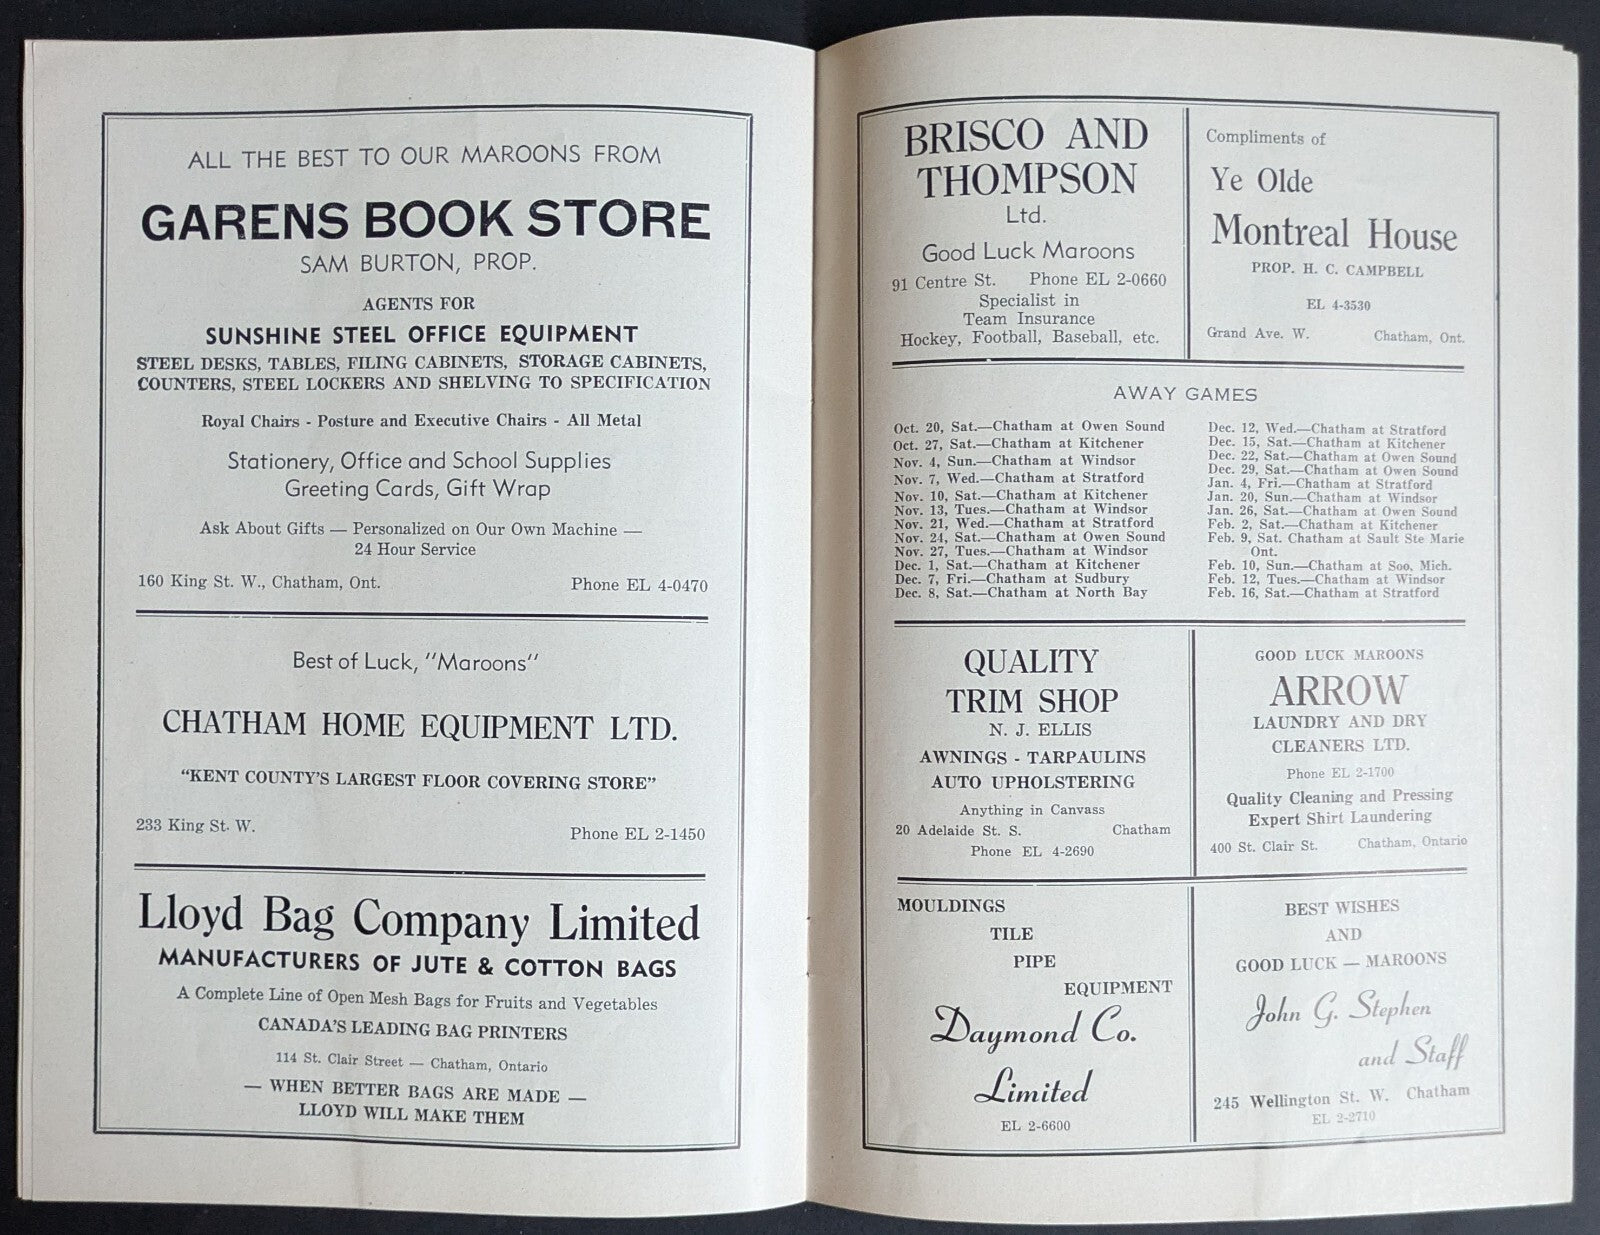 ALL THE BEST TO OUR MAROONS FROM
GARENS BOOK STORE
SAM BURTON, PROP.
AGENTS FOR
SUNSHINE STEEL OFFICE EQUIPMENT
STEEL DESKS, TABLES, FILING CABINETS, STORAGE CABINETS,
COUNTERS, STEEL LOCKERS AND SHELVING TO SPECIFICATION
Royal Chairs - Posture and Executive Chairs - All Metal
Stationery, Office and School Supplies
Greeting Cards, Gift Wrap
Ask About Gifts — Personalized on Our Own Machine —
24 Hour Service
160 King St. W., Chatham, Ont. Phone EL 4-0470
Best of Luck, "Maroons"
CHATHAM HOME EQUIPMENT LTD.
"KENT COUNTY'S LARGEST FLOOR COVERING STORE"
233 King St. W. Phone EL 2-1450
Lloyd Bag Company Limited
MANUFACTURERS OF JUTE & COTTON BAGS
A Complete Line of Open Mesh Bags for Fruits and Vegetables
CANADA'S LEADING BAG PRINTERS
114 St. Clair Street — Chatham, Ontario
— WHEN BETTER BAGS ARE MADE —
LLOYD WILL MAKE THEM
BRISCO AND
THOMPSON
Ltd.
Good Luck Maroons
91 Centre St. Phone EL 2-0660
Specialist in
Team Insurance
Hockey, Football, Baseball, etc.
Compliments of
Ye Olde
Montreal House
PROP. H. C. CAMPBELL
EL 4-3530
Grand Ave. W. Chatham, Ont.
AWAY GAMES
Oct. 20, Sat.—Chatham at Owen Sound
Oct. 27, Sat.—Chatham at Kitchener
Nov. 4, Sun.—Chatham at Windsor
Nov. 7, Wed.—Chatham at Stratford
Nov. 10, Sat.—Chatham at Kitchener
Nov. 13, Tues.—Chatham at Windsor
Nov. 21, Wed.—Chatham at Stratford
Nov. 24, Sat.—Chatham at Owen Sound
Nov. 27, Tues.—Chatham at Windsor
Dec. 1, Sat.—Chatham at Kitchener
Dec. 7, Fri.—Chatham at Sudbury
Dec. 8, Sat.—Chatham at North Bay
Dec. 12, Wed.—Chatham at Stratford
Dec. 15, Sat.—Chatham at Kitchener
Dec. 22, Sat.—Chatham at Owen Sound
Dec. 29, Sat.—Chatham at Owen Sound
Jan. 4, Fri.—Chatham at Stratford
Jan. 20, Sun.—Chatham at Windsor
Jan. 26, Sat.—Chatham at Owen Sound
Feb. 2, Sat.—Chatham at Kitchener
Feb. 9, Sat. Chatham at Sault Ste Marie
Ont.
Feb. 10, Sun.—Chatham at Soo, Mich.
Feb. 12, Tues.—Chatham at Windsor
Feb. 16, Sat.—Chatham at Stratford
QUALITY
TRIM SHOP
N. J. ELLIS
AWNINGS - TARPAULINS
AUTO UPHOLSTERING
Anything in Canvass
20 Adelaide St. S. Chatham
Phone EL 4-2690
GOOD LUCK MAROONS
ARROW
LAUNDRY AND DRY
CLEANERS LTD.
Phone EL 2-1700
Quality Cleaning and Pressing
Expert Shirt Laundering
400 St. Clair St. Chatham, Ontario
MOULDINGS
TILE
PIPE
EQUIPMENT
Daymond Co.
Limited
EL 2-6600
BEST WISHES
AND
GOOD LUCK — MAROONS
John G. Stephen
and Staff
245 Wellington St. W. Chatham
EL 2-2710